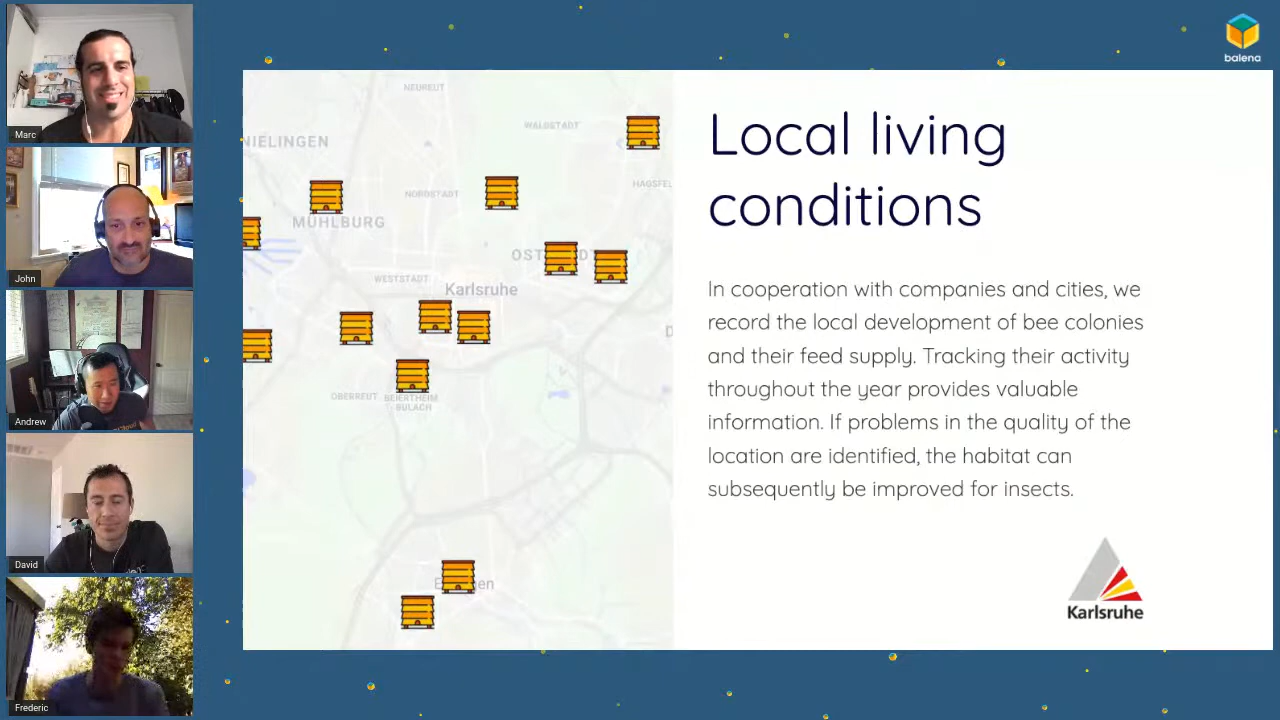 Marc
John
Andrew
David
Frederic
balena
NEUREUT
WALDSTADT
NIELINGEN
HAGSFEL
NORDSTADT
MÜHLBURG
WESTSTADT
Karlsruhe
OBERREUT
BEIERTHEIM
BULACH
Local living
conditions
In cooperation with companies and cities, we
record the local development of bee colonies
and their feed supply. Tracking their activity
throughout the year provides valuable
information. If problems in the quality of the
location are identified, the habitat can
subsequently be improved for insects.
Karlsruhe